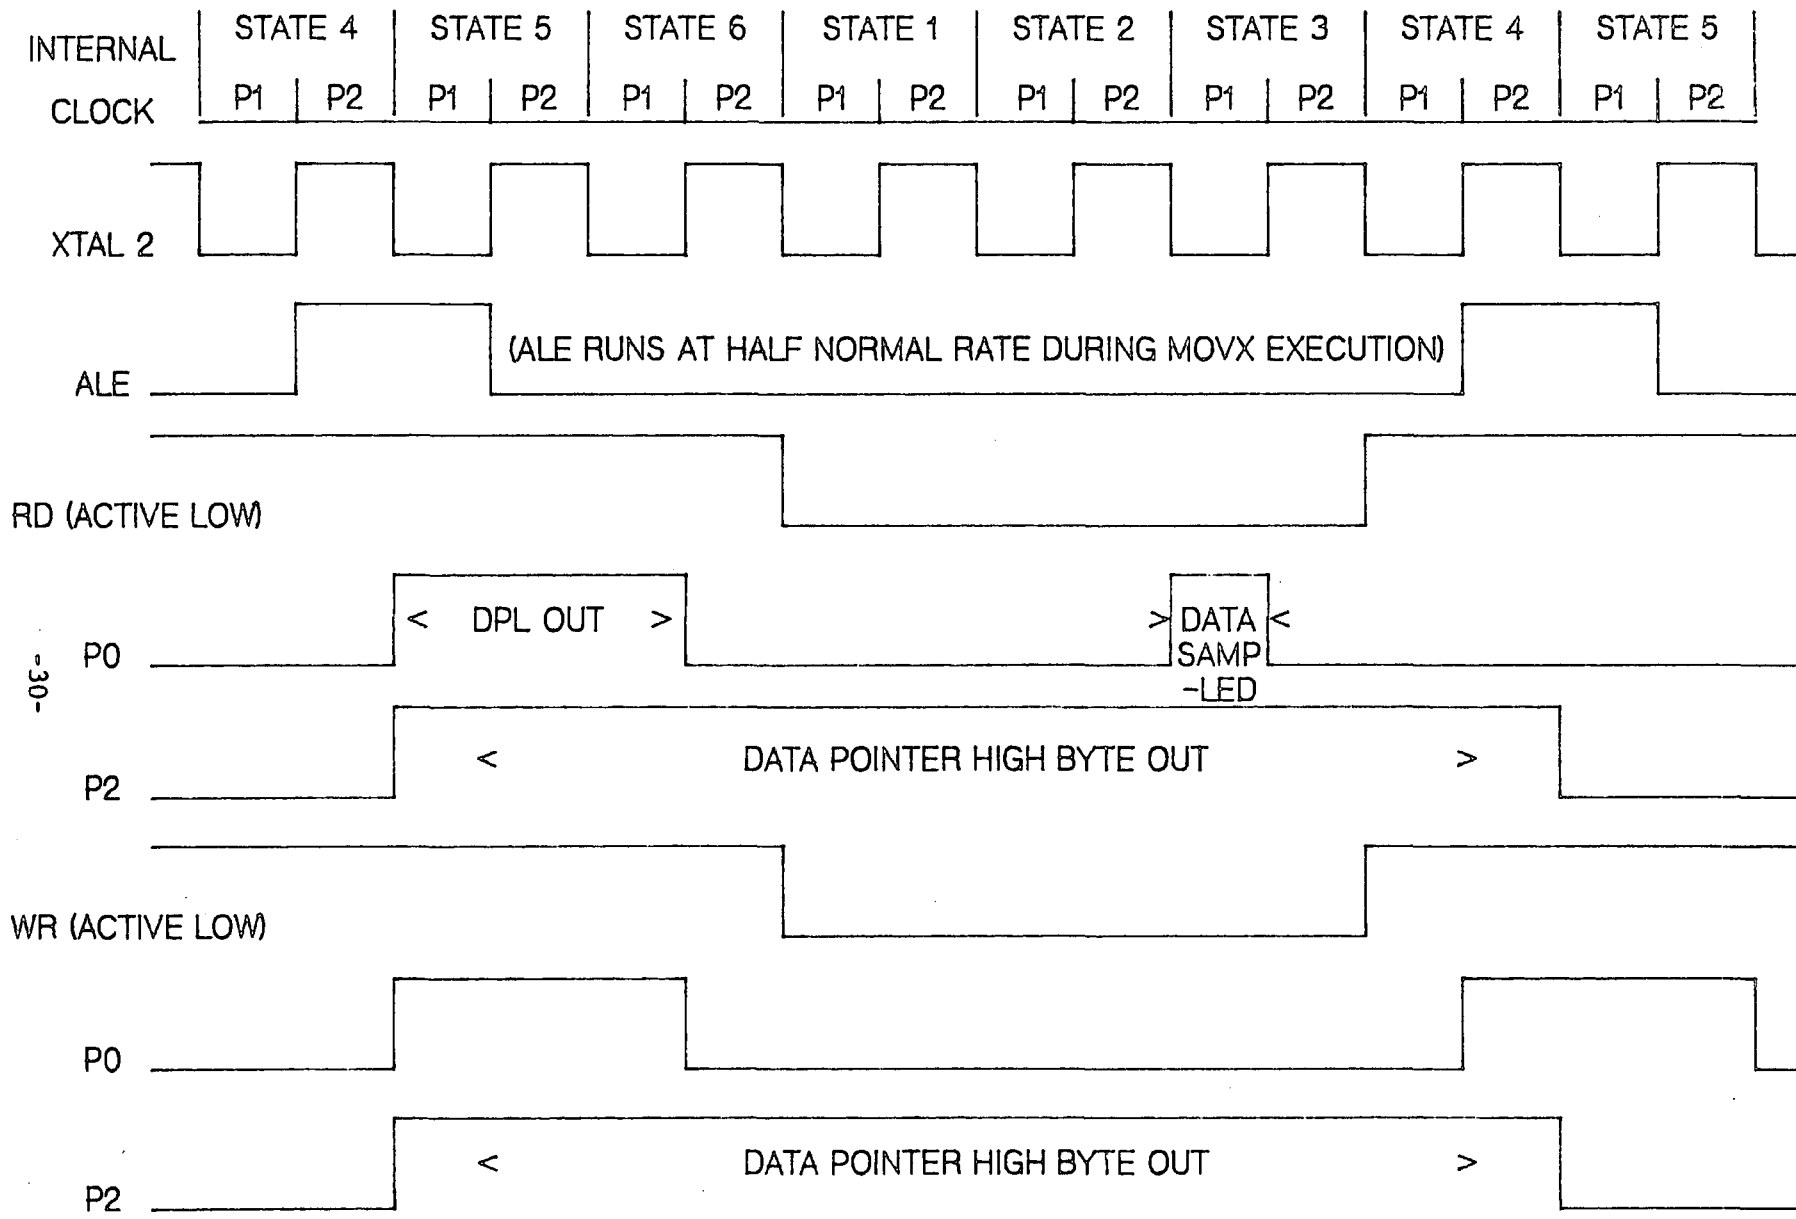 INTERNAL CLOCK
STATE 4 STATE 5 STATE 6 STATE 1 STATE 2 STATE 3 STATE 4 STATE 5
P1 P2 P1 P2 P1 P2 P1 P2 P1 P2 P1 P2 P1 P2 P1 P2
XTAL 2
ALE
(ALE RUNS AT HALF NORMAL RATE DURING MOVX EXECUTION)
RD (ACTIVE LOW)
P0
< DPL OUT >
> DATA <
SAMP
-LED
-30-
P2
< DATA POINTER HIGH BYTE OUT >
WR (ACTIVE LOW)
P0
P2
< DATA POINTER HIGH BYTE OUT >